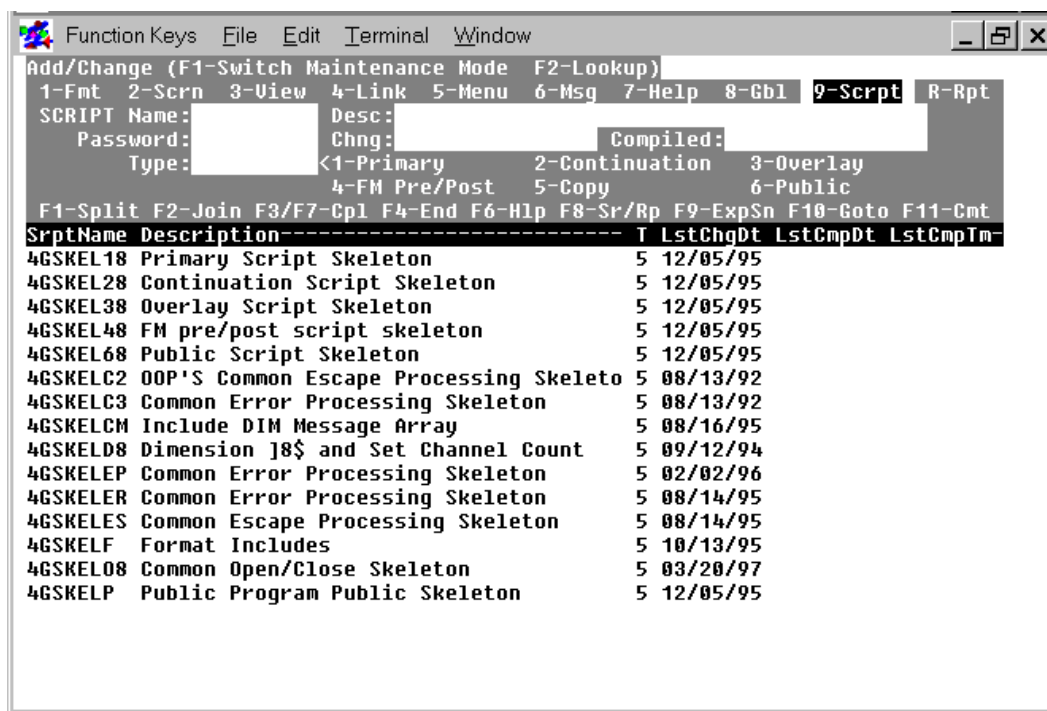 Function Keys File Edit Terminal Window
Add/Change (F1-Switch Maintenance Mode F2-Lookup)
1-Fmt 2-Scrn 3-View 4-Link 5-Menu 6-Msg 7-Help 8-Gbl 9-Scrpt R-Rpt
SCRIPT Name: Desc:
Password: Chng: Compiled:
Type: <1-Primary 2-Continuation 3-Overlay
4-FM Pre/Post 5-Copy 6-Public
F1-Split F2-Join F3/F7-Cpl F4-End F6-Hlp F8-Sr/Rp F9-ExpSn F10-Goto F11-Cmt
SrptName Description--------------------------- T LstChgDt LstCmpDt LstCmpTm-
4GSKEL18 Primary Script Skeleton 5 12/05/95
4GSKEL28 Continuation Script Skeleton 5 12/05/95
4GSKEL38 Overlay Script Skeleton 5 12/05/95
4GSKEL48 FM pre/post script skeleton 5 12/05/95
4GSKEL68 Public Script Skeleton 5 12/05/95
4GSKELC2 OOP'S Common Escape Processing Skeleto 5 08/13/92
4GSKELC3 Common Error Processing Skeleton 5 08/13/92
4GSKELCM Include DIM Message Array 5 08/16/95
4GSKELD8 Dimension ]8$ and Set Channel Count 5 09/12/94
4GSKELEP Common Error Processing Skeleton 5 02/02/96
4GSKELER Common Error Processing Skeleton 5 08/14/95
4GSKELES Common Escape Processing Skeleton 5 08/14/95
4GSKELF Format Includes 5 10/13/95
4GSKELO8 Common Open/Close Skeleton 5 03/20/97
4GSKELP Public Program Public Skeleton 5 12/05/95